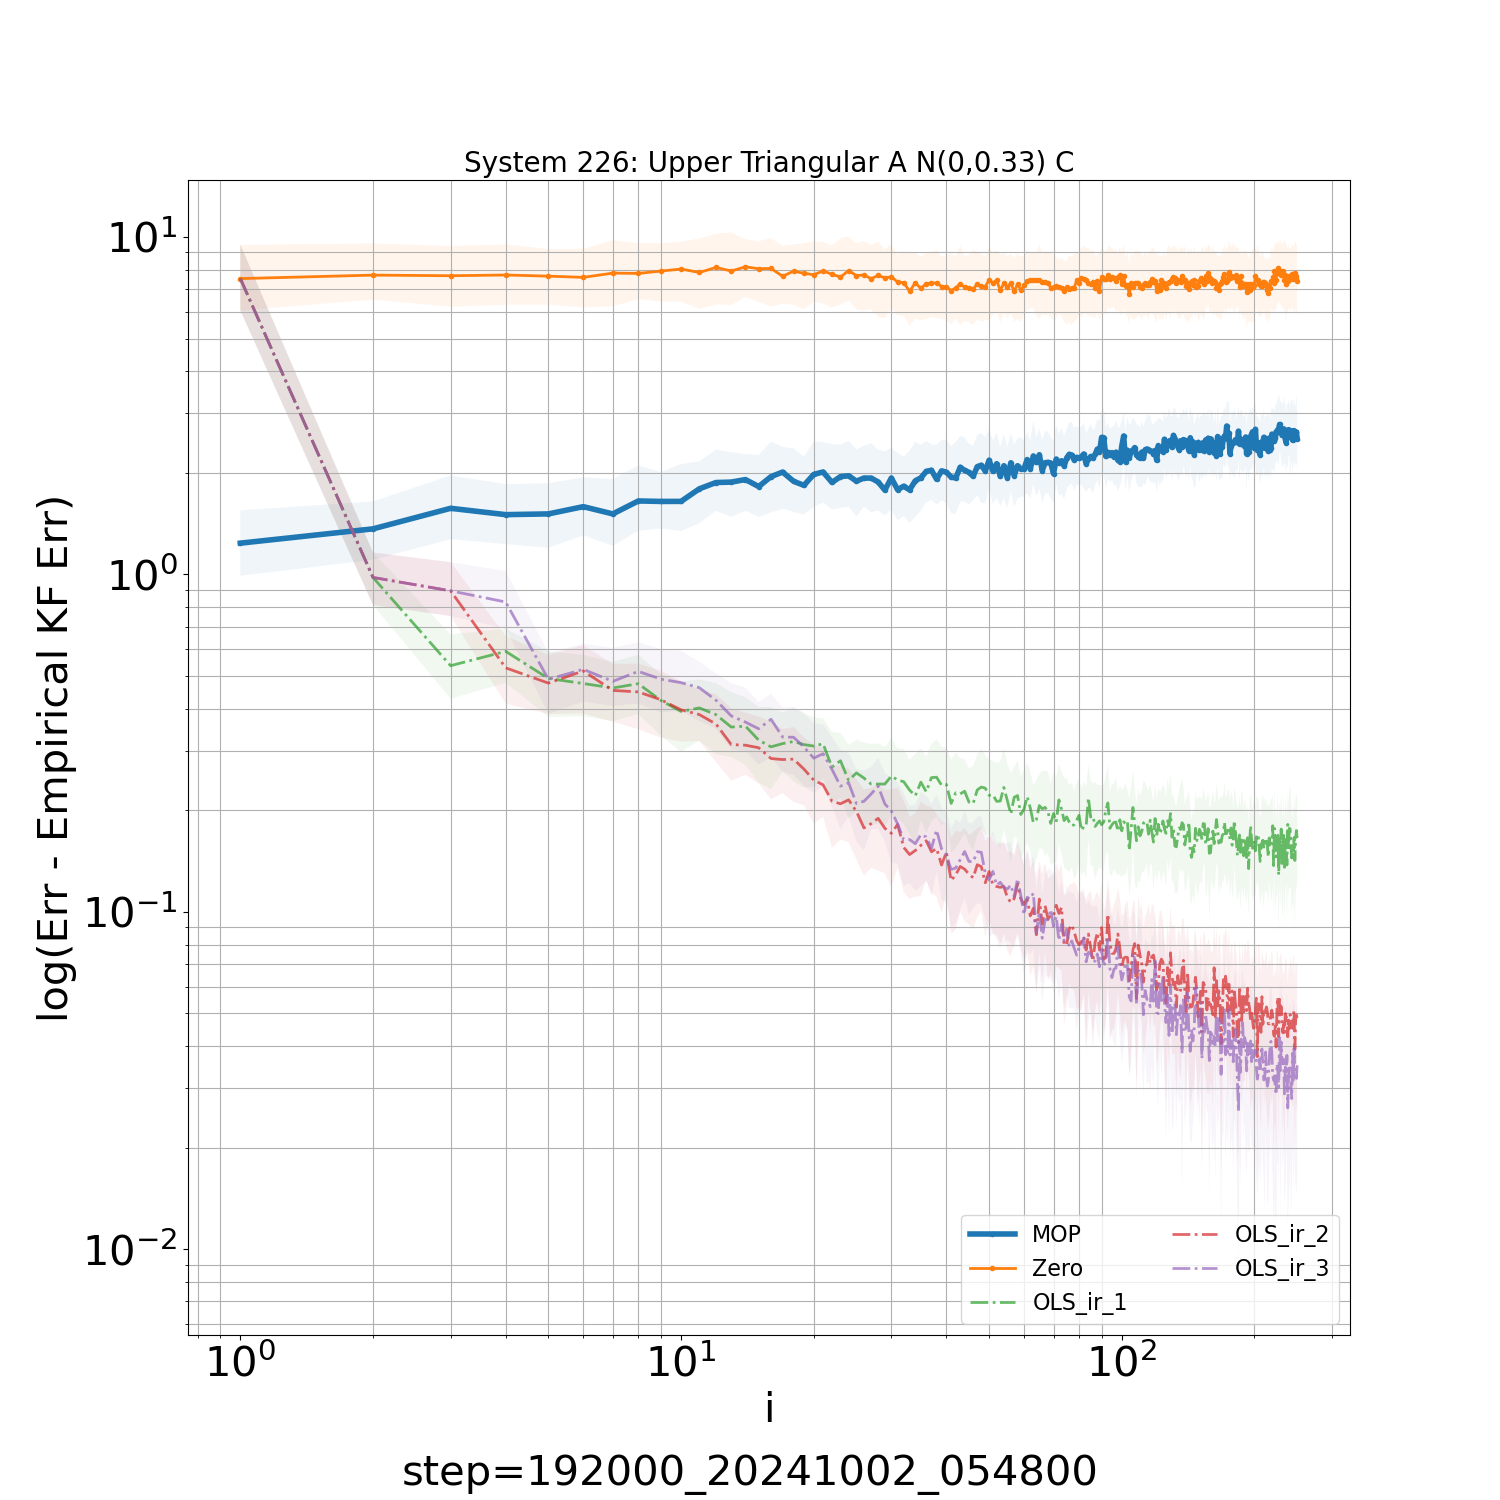 System 226: Upper Triangular A N(0,0.33) C
log(Err - Empirical KF Err)
10¹
10⁰
10⁻¹
10⁻²
MOP
Zero
OLS_ir_1
OLS_ir_2
OLS_ir_3
10⁰ 10¹ 10²
i
step=192000_20241002_054800